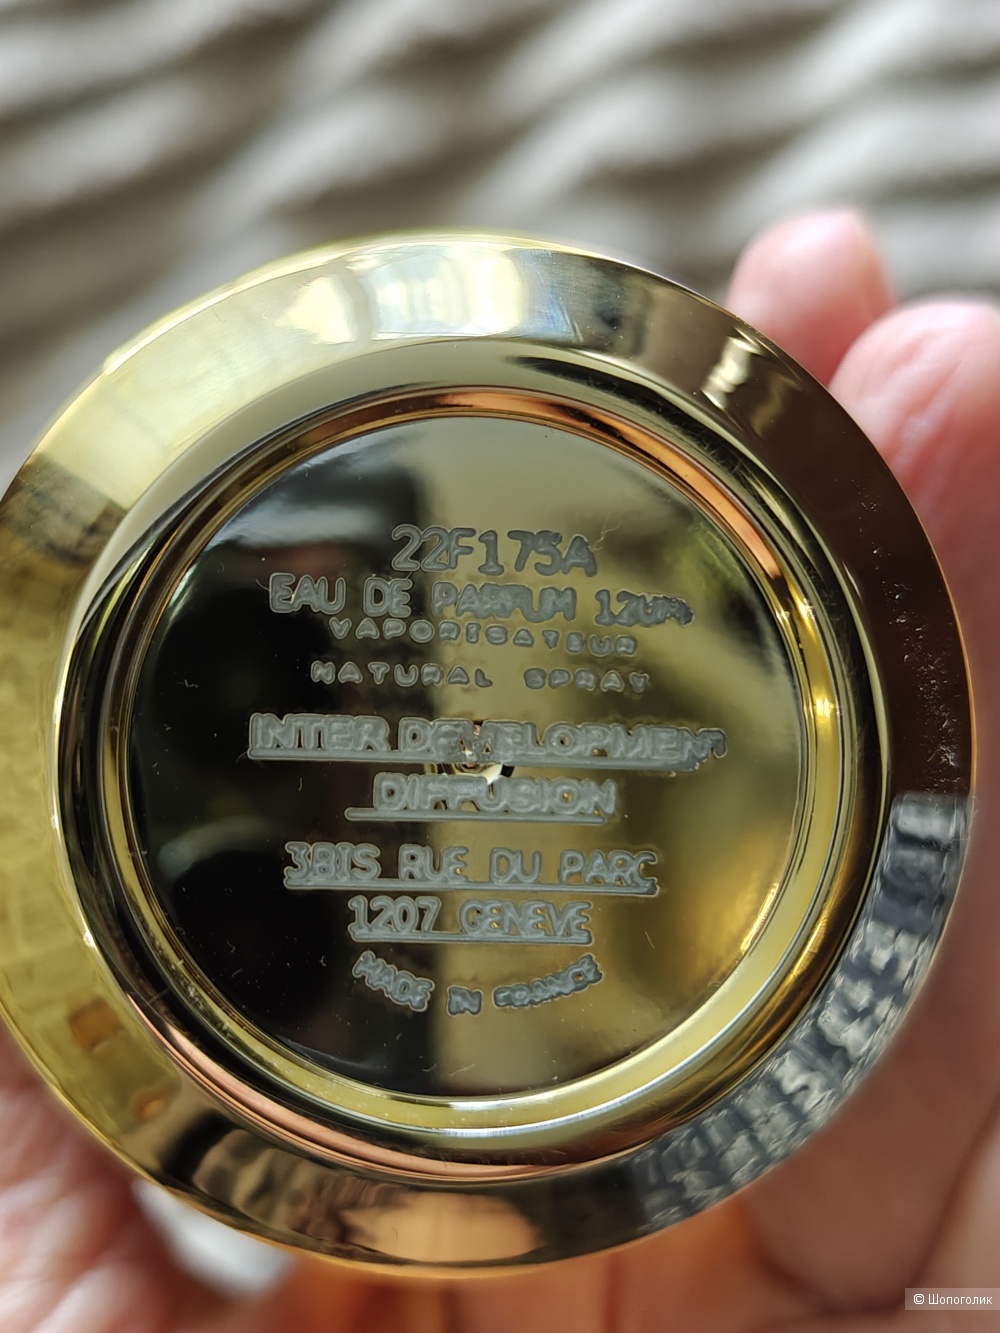 22F175A
EAU DE PARFUM 120ML
VAPORISATEUR
NATURAL SPRAY
INTER DEVELOPMENT
DIFFUSION
3BIS RUE DU PARC
1207 GENEVE
MADE IN FRANCE
© Шопоголик